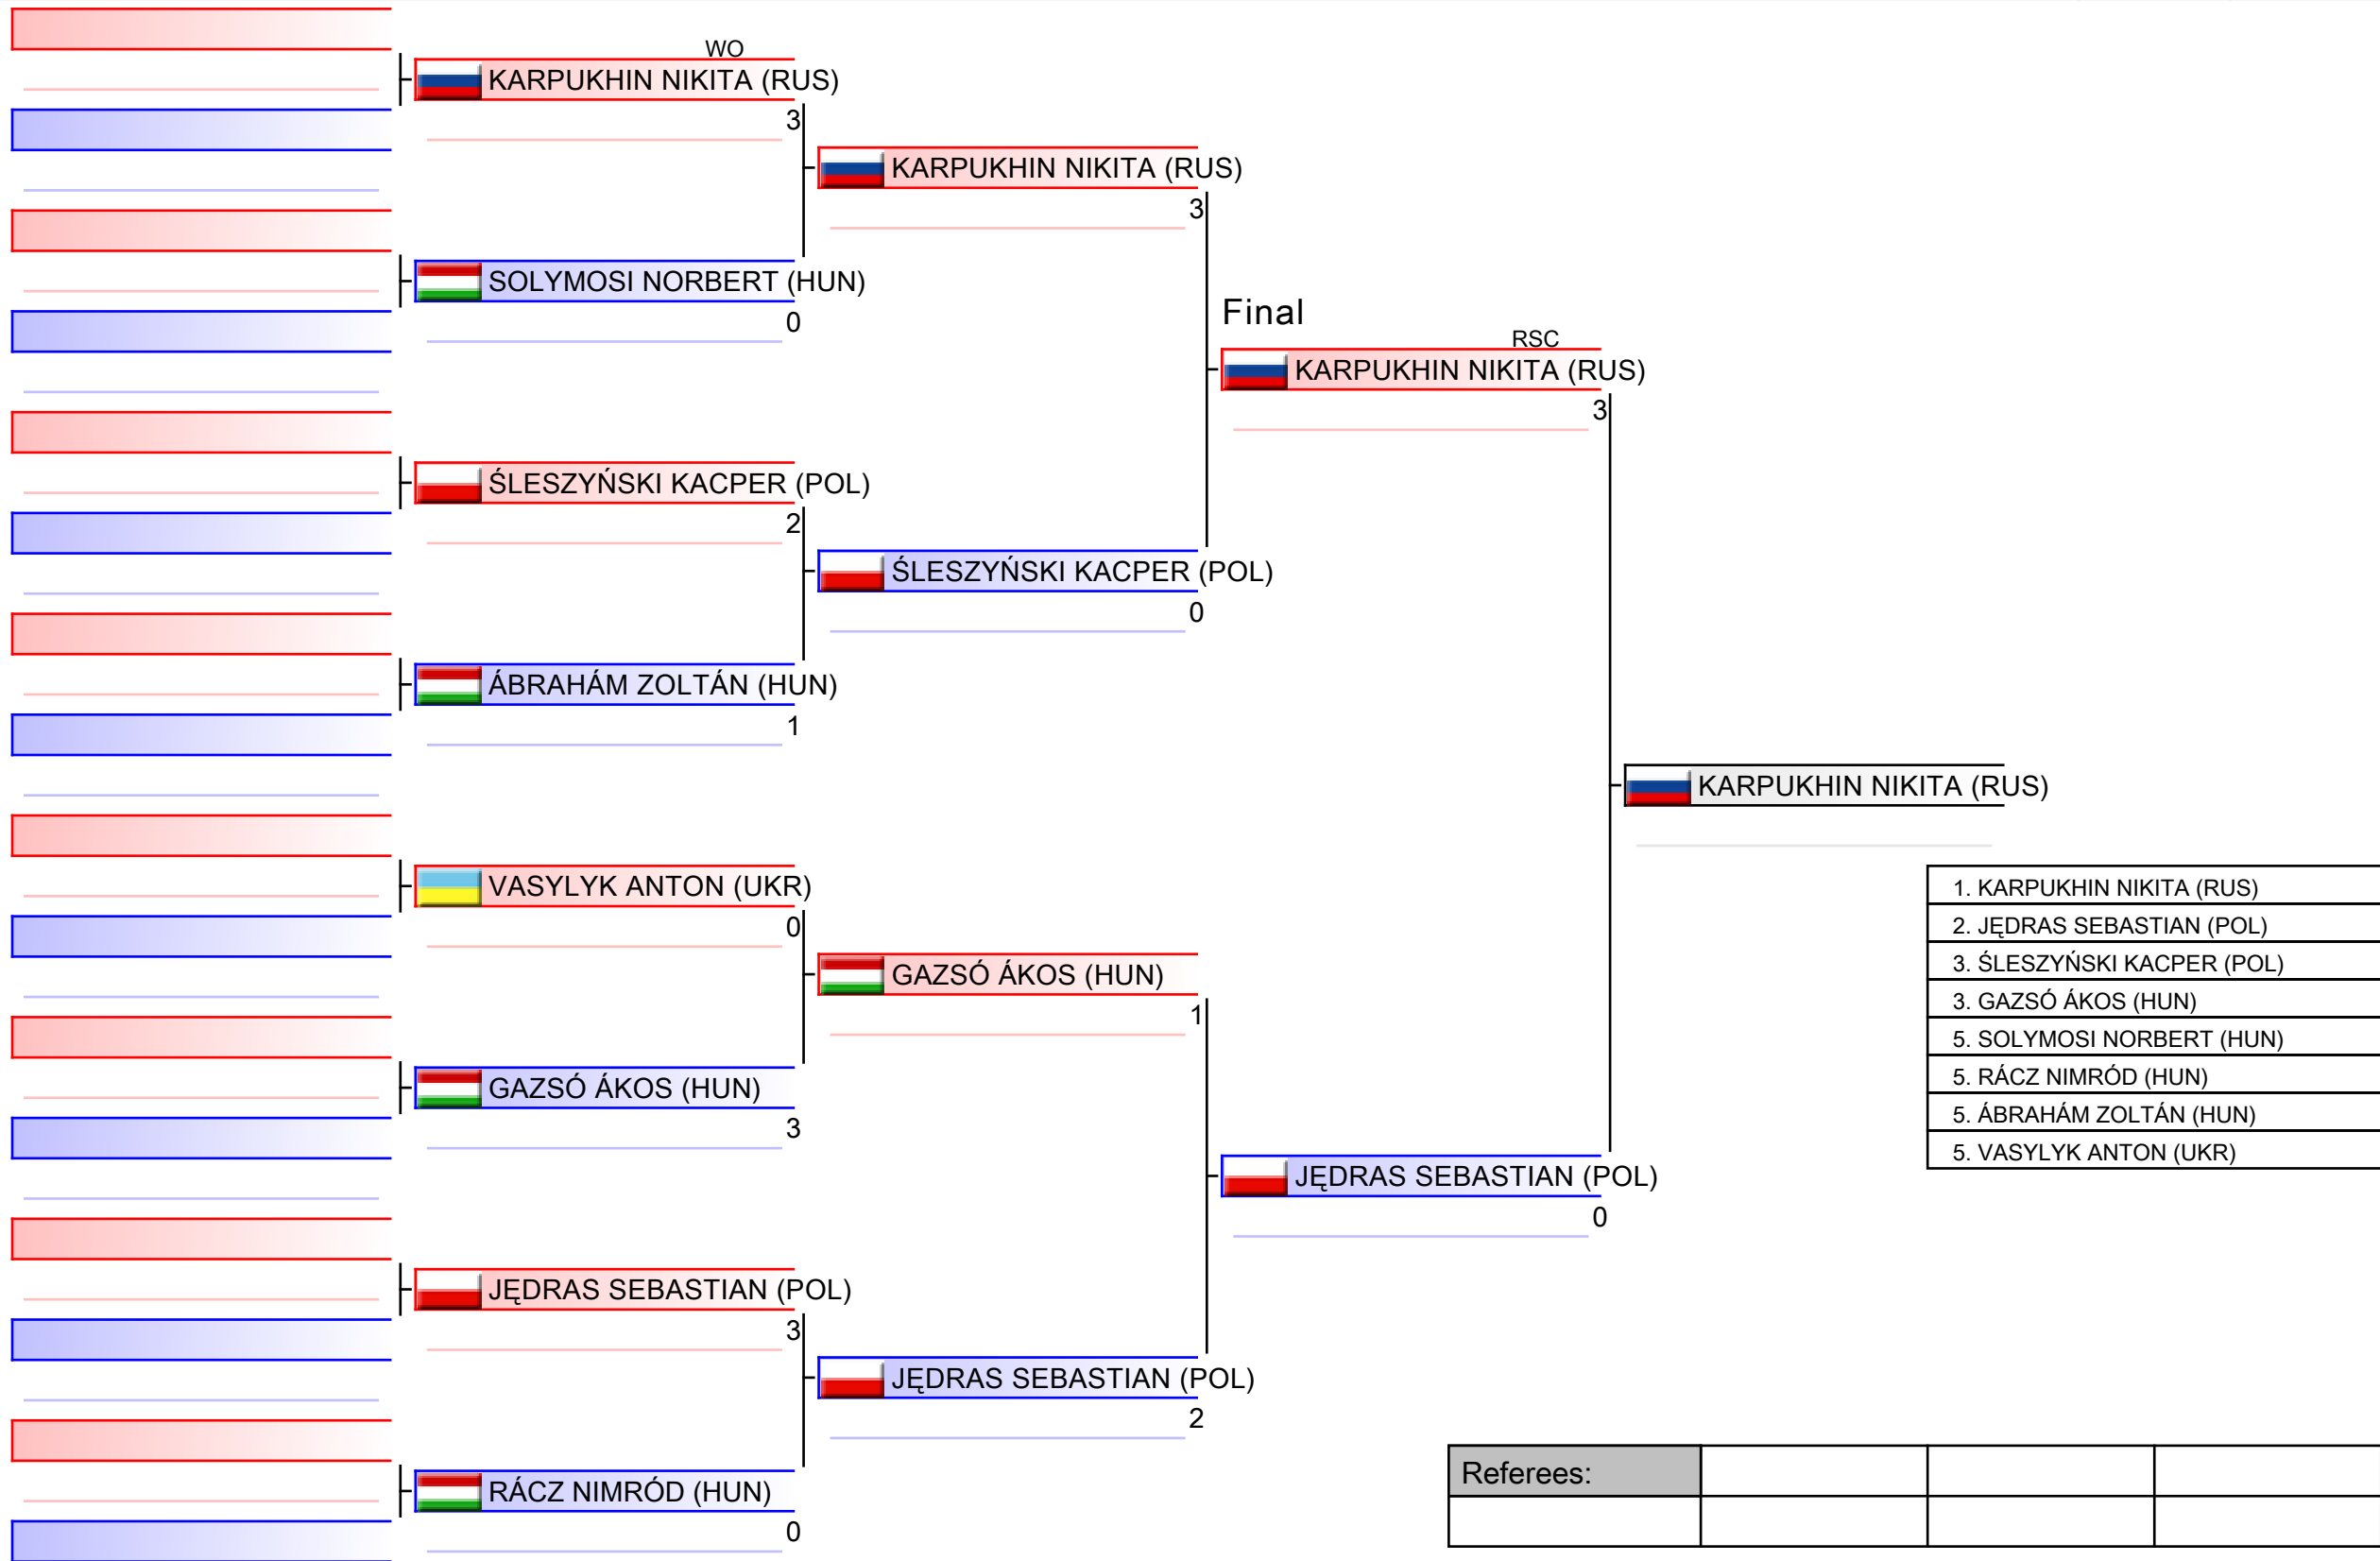 WO
KARPUKHIN NIKITA (RUS)
3
KARPUKHIN NIKITA (RUS)
3
SOLYMOSI NORBERT (HUN)
0
Final
RSC
KARPUKHIN NIKITA (RUS)
3
ŚLESZYŃSKI KACPER (POL)
2
ŚLESZYŃSKI KACPER (POL)
0
ÁBRAHÁM ZOLTÁN (HUN)
1
KARPUKHIN NIKITA (RUS)
VASYLYK ANTON (UKR)
0
GAZSÓ ÁKOS (HUN)
1
GAZSÓ ÁKOS (HUN)
3
JĘDRAS SEBASTIAN (POL)
0
JĘDRAS SEBASTIAN (POL)
3
JĘDRAS SEBASTIAN (POL)
2
RÁCZ NIMRÓD (HUN)
0
1. KARPUKHIN NIKITA (RUS)
2. JĘDRAS SEBASTIAN (POL)
3. ŚLESZYŃSKI KACPER (POL)
3. GAZSÓ ÁKOS (HUN)
5. SOLYMOSI NORBERT (HUN)
5. RÁCZ NIMRÓD (HUN)
5. ÁBRAHÁM ZOLTÁN (HUN)
5. VASYLYK ANTON (UKR)
Referees: